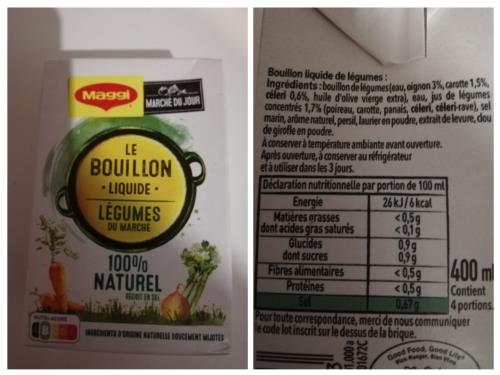 Maggi
MARCHÉ DU JOUR
LE
BOUILLON
• LIQUIDE •
LÉGUMES
DU MARCHÉ
100%
NATUREL
RÉDUIT EN SEL
NUTRI-SCORE
B
INGRÉDIENTS D'ORIGINE NATURELLE DOUCEMENT MIJOTÉS
Bouillon liquide de légumes :
Ingrédients : bouillon de légumes (eau, oignon 3%, carotte 1,5%,
céleri 0,6%, huile d'olive vierge extra), eau, jus de légumes
concentrés 1,7% (poireau, carotte, panais, céleri, céleri-rave), sel
marin, arôme naturel, persil, laurier en poudre, extrait de levure, clou
de girofle en poudre.
A conserver à température ambiante avant ouverture.
Après ouverture, à conserver au réfrigérateur
et à utiliser dans les 3 jours.
Déclaration nutritionnelle par portion de 100 ml
Energie 26 kJ / 6 kcal
Matières grasses < 0,5 g
dont acides gras saturés < 0,1 g
Glucides 0,9 g
dont sucres 0,9 g
Fibres alimentaires < 0,5 g
Protéines < 0,5 g
Sel 0,67 g
400 ml
Contient
4 portions.
Pour toute correspondance, merci de nous communiquer
le code lot inscrit sur le dessus de la brique.
Good Food, Good Life
Bien Manger, Bien Vivre